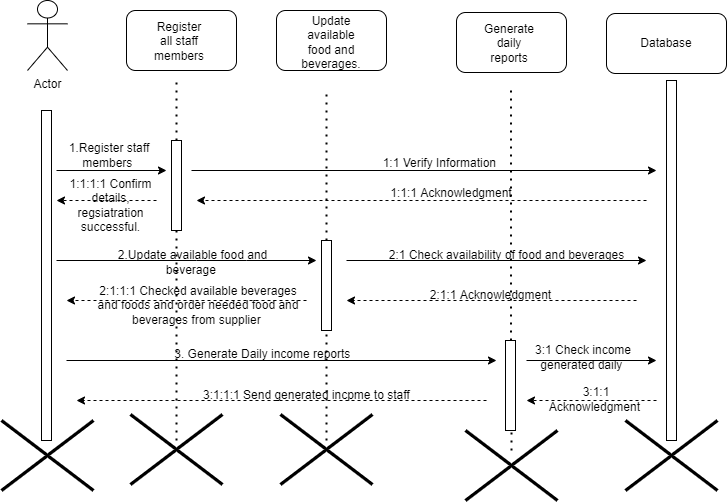 Actor
Register
all staff
members
Update
available
food and
beverages.
Generate
daily
reports
Database
1.Register staff
members
1:1 Verify Information
1:1:1:1 Confirm
details,
regsiatration
successful.
1:1:1 Acknowledgment
2.Update available food and
beverage
2:1 Check availability of food and beverages
2:1:1:1 Checked available beverages
and foods and order needed food and
beverages from supplier
2:1:1 Acknowledgment
3. Generate Daily income reports
3:1 Check income
generated daily
3:1:1:1 Send generated income to staff
3:1:1
Acknowledgment